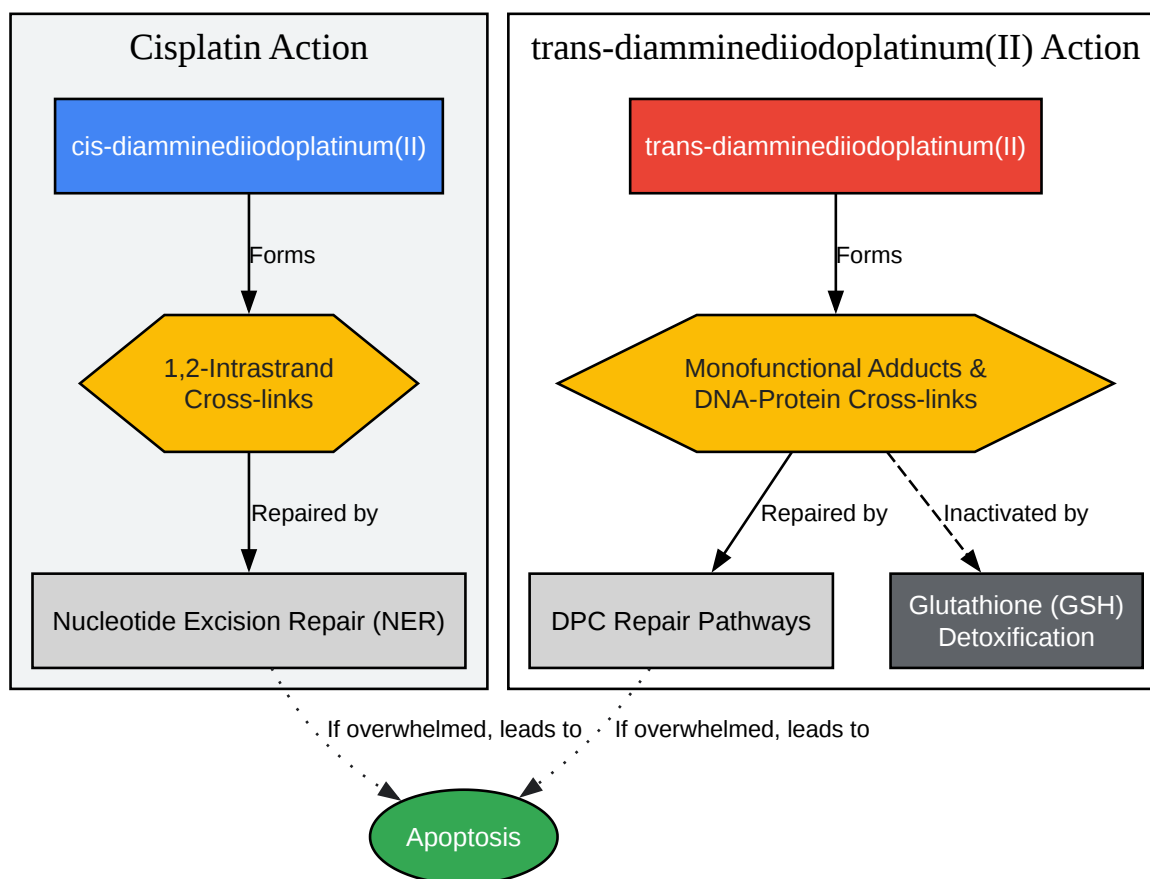 Cisplatin Action
cis-diamminediiodoplatinum(II)
Forms
1,2-Intrastrand
Cross-links
Repaired by
Nucleotide Excision Repair (NER)
trans-diamminediiodoplatinum(II) Action
trans-diamminediiodoplatinum(II)
Forms
Monofunctional Adducts &
DNA-Protein Cross-links
Repaired by
Inactivated by
DPC Repair Pathways
Glutathione (GSH)
Detoxification
If overwhelmed, leads to
If overwhelmed, leads to
Apoptosis